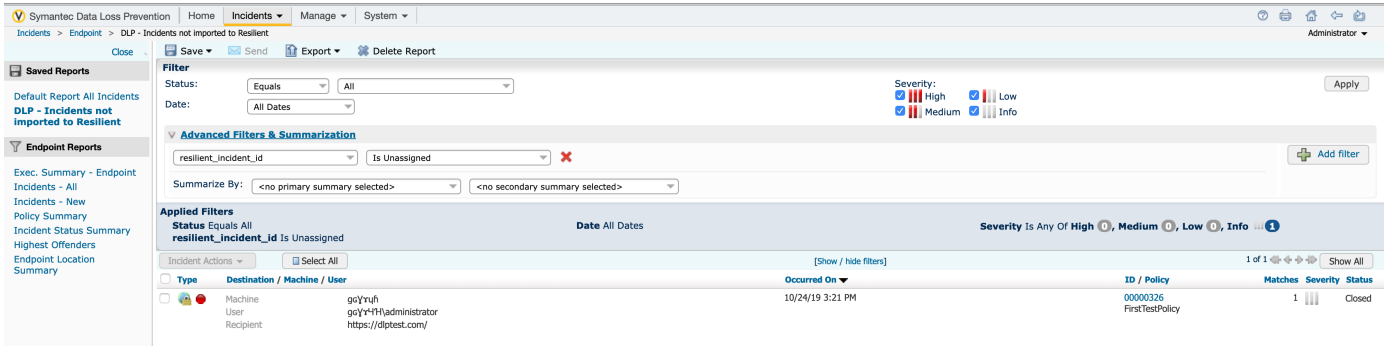 Symantec Data Loss Prevention Home Incidents Manage System
Incidents > Endpoint > DLP - Incidents not imported to Resilient Administrator
Close Save Send Export Delete Report
Saved Reports
Default Report All Incidents
DLP - Incidents not
imported to Resilient
Endpoint Reports
Exec. Summary - Endpoint
Incidents - All
Incidents - New
Policy Summary
Incident Status Summary
Highest Offenders
Endpoint Location
Summary
Filter
Status: Equals All
Date: All Dates
Severity:
High Low
Medium Info
Apply
Advanced Filters & Summarization
resilient_incident_id Is Unassigned
Add filter
Summarize By: <no primary summary selected> <no secondary summary selected>
Applied Filters
Status Equals All Date All Dates Severity Is Any Of High 0, Medium 0, Low 0, Info 1
resilient_incident_id Is Unassigned
Incident Actions Select All [Show / hide filters] 1 of 1 Show All
Type Destination / Machine / User Occurred On ID / Policy Matches Severity Status
Machine 10/24/19 3:21 PM 00000326 1 Closed
User \administrator FirstTestPolicy
Recipient https://dlptest.com/